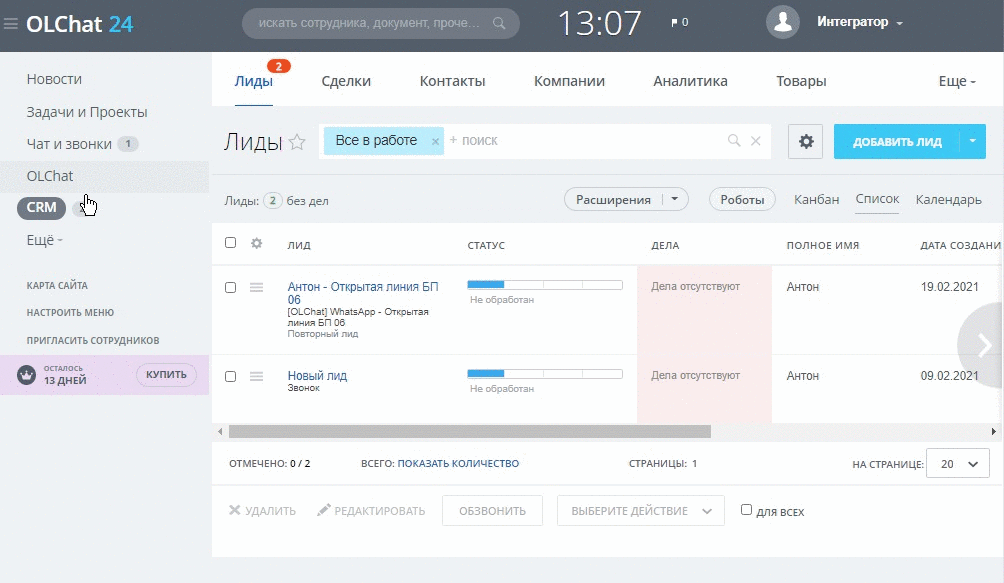 OLChat 24
искать сотрудника, документ, проче...
13:07
0
Интегратор
Новости
Задачи и Проекты
Чат и звонки 1
OLChat
CRM
Ещё
КАРТА САЙТА
НАСТРОИТЬ МЕНЮ
ПРИГЛАСИТЬ СОТРУДНИКОВ
ОСТАЛОСЬ
13 ДНЕЙ
КУПИТЬ
Лиды 2 Сделки Контакты Компании Аналитика Товары Еще
Лиды
Все в работе × + поиск
ДОБАВИТЬ ЛИД
Лиды: 2 без дел
Расширения Роботы Канбан Список Календарь
ЛИД СТАТУС ДЕЛА ПОЛНОЕ ИМЯ ДАТА СОЗДАНИ
Антон - Открытая линия БП
06
[OLChat] WhatsApp - Открытая
линия БП 06
Повторный лид
Не обработан
Дела отсутствуют
Антон
19.02.2021
Новый лид
Звонок
Не обработан
Дела отсутствуют
Антон
09.02.2021
ОТМЕЧЕНО: 0 / 2 ВСЕГО: ПОКАЗАТЬ КОЛИЧЕСТВО СТРАНИЦЫ: 1 НА СТРАНИЦЕ: 20
УДАЛИТЬ РЕДАКТИРОВАТЬ ОБЗВОНИТЬ ВЫБЕРИТЕ ДЕЙСТВИЕ ДЛЯ ВСЕХ